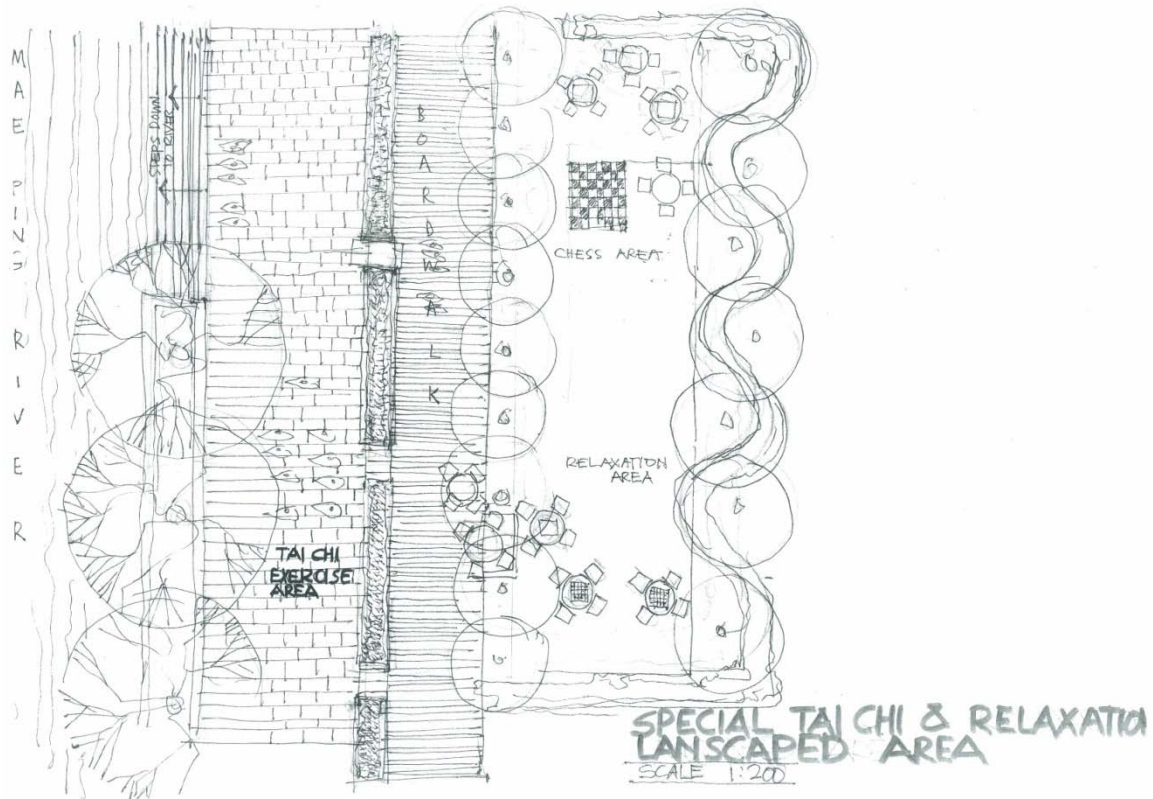 MAE PING RIVER
STEPS DOWN
TO RIVER
BOARDWALK
CHESS AREA
RELAXATION
AREA
TAI CHI
EXERCISE
AREA
SPECIAL TAI CHI & RELAXATIO
LANSCAPED AREA
SCALE 1:200